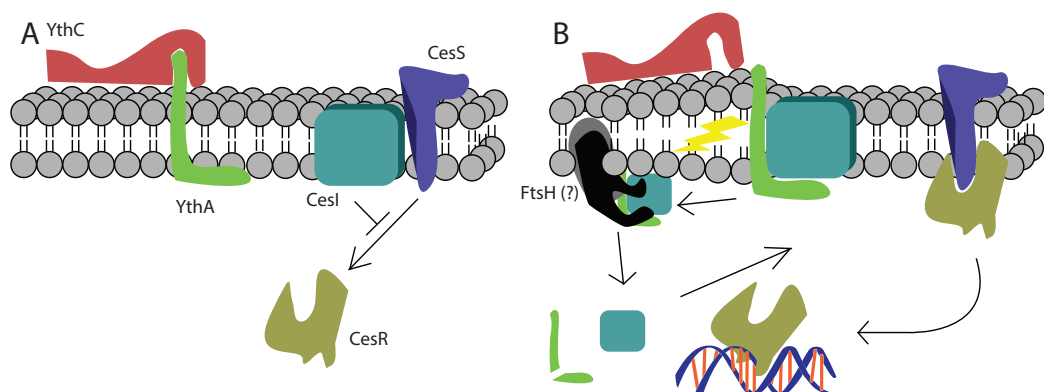 A
YthC
CesS
YthA
CesI
CesR
B
FtsH (?)